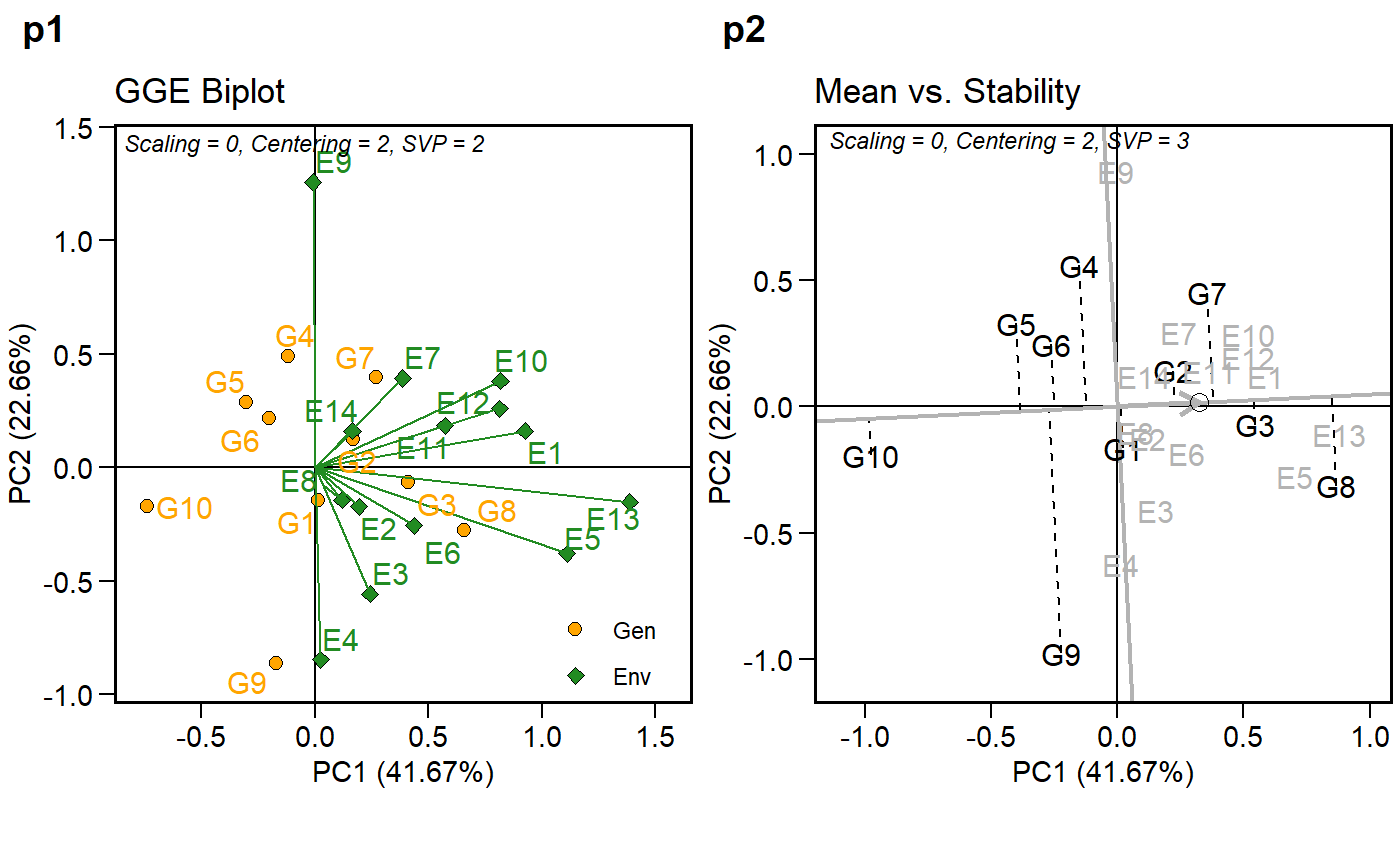 p1
GGE Biplot
Scaling = 0, Centering = 2, SVP = 2
PC2 (22.66%)
1.5
1.0
0.5
0.0
-0.5
-1.0
E9
G4
G7
E7
E10
G5
E14
E12
G6
E11
E1
G2
E8
G10
G1
G3
G8
E13
E2
E5
E6
E3
E4
G9
Gen
Env
-0.5
0.0
0.5
1.0
1.5
PC1 (41.67%)
p2
Mean vs. Stability
Scaling = 0, Centering = 2, SVP = 3
PC2 (22.66%)
1.0
0.5
0.0
-0.5
-1.0
E9
G4
G7
G5
E7
E10
G6
E12
G2
E14
E11
E1
G3
E8
E13
E2
G1
E6
G10
E5
G8
E3
E4
G9
-1.0
-0.5
0.0
0.5
1.0
PC1 (41.67%)